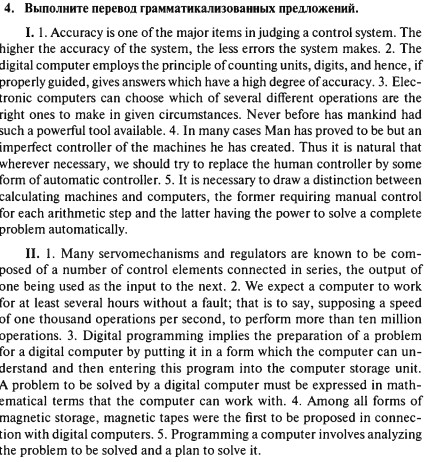 4. Выполните перевод грамматикализованных предложений.
I. 1. Accuracy is one of the major items in judging a control system. The
higher the accuracy of the system, the less errors the system makes. 2. The
digital computer employs the principle of counting units, digits, and hence, if
properly guided, gives answers which have a high degree of accuracy. 3. Elec-
tronic computers can choose which of several different operations are the
right ones to make in given circumstances. Never before has mankind had
such a powerful tool available. 4. In many cases Man has proved to be but an
imperfect controller of the machines he has created. Thus it is natural that
wherever necessary, we should try to replace the human controller by some
form of automatic controller. 5. It is necessary to draw a distinction between
calculating machines and computers, the former requiring manual control
for each arithmetic step and the latter having the power to solve a complete
problem automatically.
II. 1. Many servomechanisms and regulators are known to be com-
posed of a number of control elements connected in series, the output of
one being used as the input to the next. 2. We expect a computer to work
for at least several hours without a fault; that is to say, supposing a speed
of one thousand operations per second, to perform more than ten million
operations. 3. Digital programming implies the preparation of a problem
for a digital computer by putting it in a form which the computer can un-
derstand and then entering this program into the computer storage unit.
A problem to be solved by a digital computer must be expressed in math-
ematical terms that the computer can work with. 4. Among all forms of
magnetic storage, magnetic tapes were the first to be proposed in connec-
tion with digital computers. 5. Programming a computer involves analyzing
the problem to be solved and a plan to solve it.